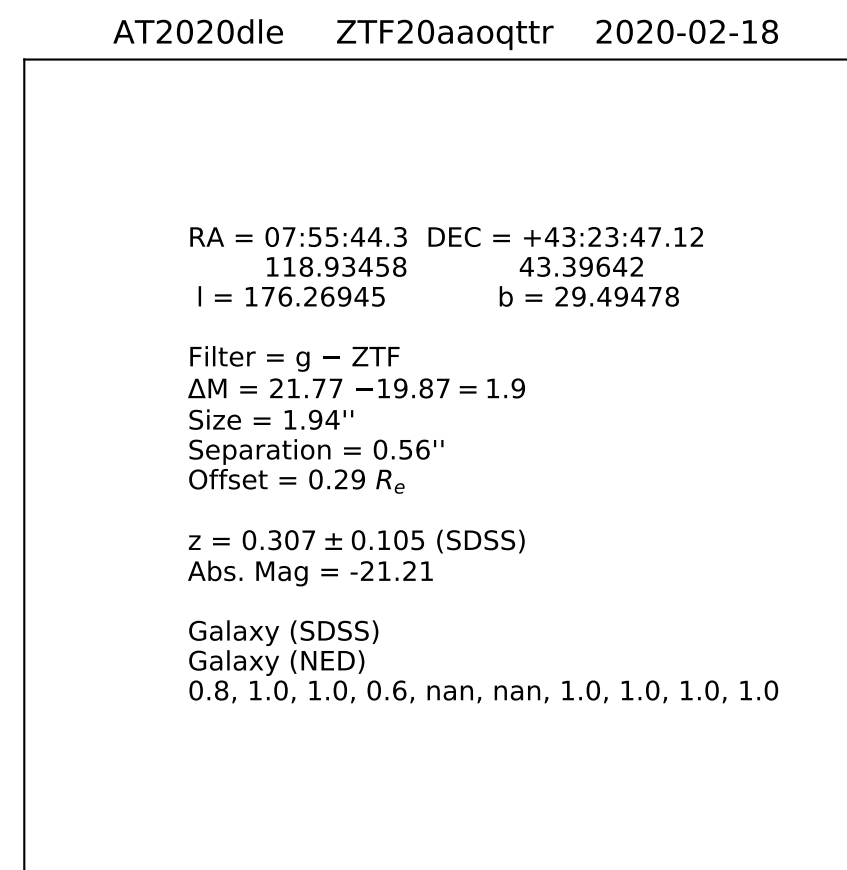 AT2020dle ZTF20aaoqttr 2020-02-18
RA = 07:55:44.3 DEC = +43:23:47.12
118.93458 43.39642
l = 176.26945 b = 29.49478
Filter = g − ZTF
ΔM = 21.77 −19.87 = 1.9
Size = 1.94''
Separation = 0.56''
Offset = 0.29 Rₑ
z = 0.307 ± 0.105 (SDSS)
Abs. Mag = -21.21
Galaxy (SDSS)
Galaxy (NED)
0.8, 1.0, 1.0, 0.6, nan, nan, 1.0, 1.0, 1.0, 1.0